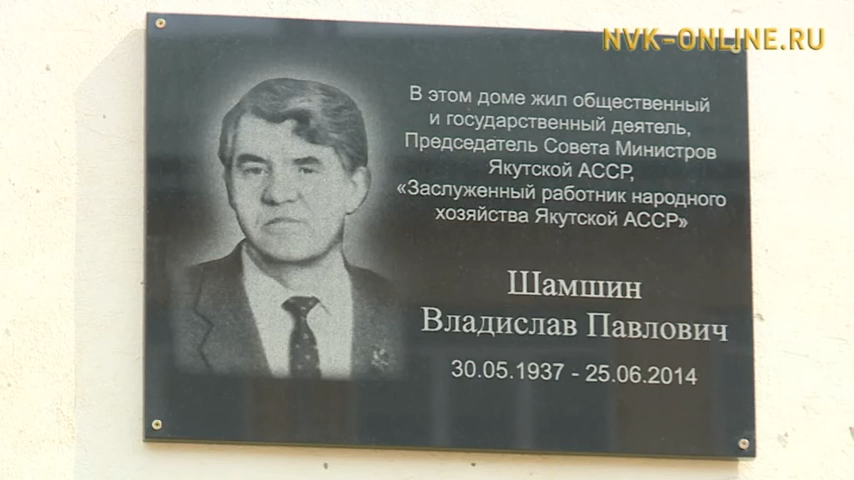 NVK-ONLINE.RU
В этом доме жил общественный
и государственный деятель,
Председатель Совета Министров
Якутской АССР,
«Заслуженный работник народного
хозяйства Якутской АССР»
Шамшин
Владислав Павлович
30.05.1937 - 25.06.2014